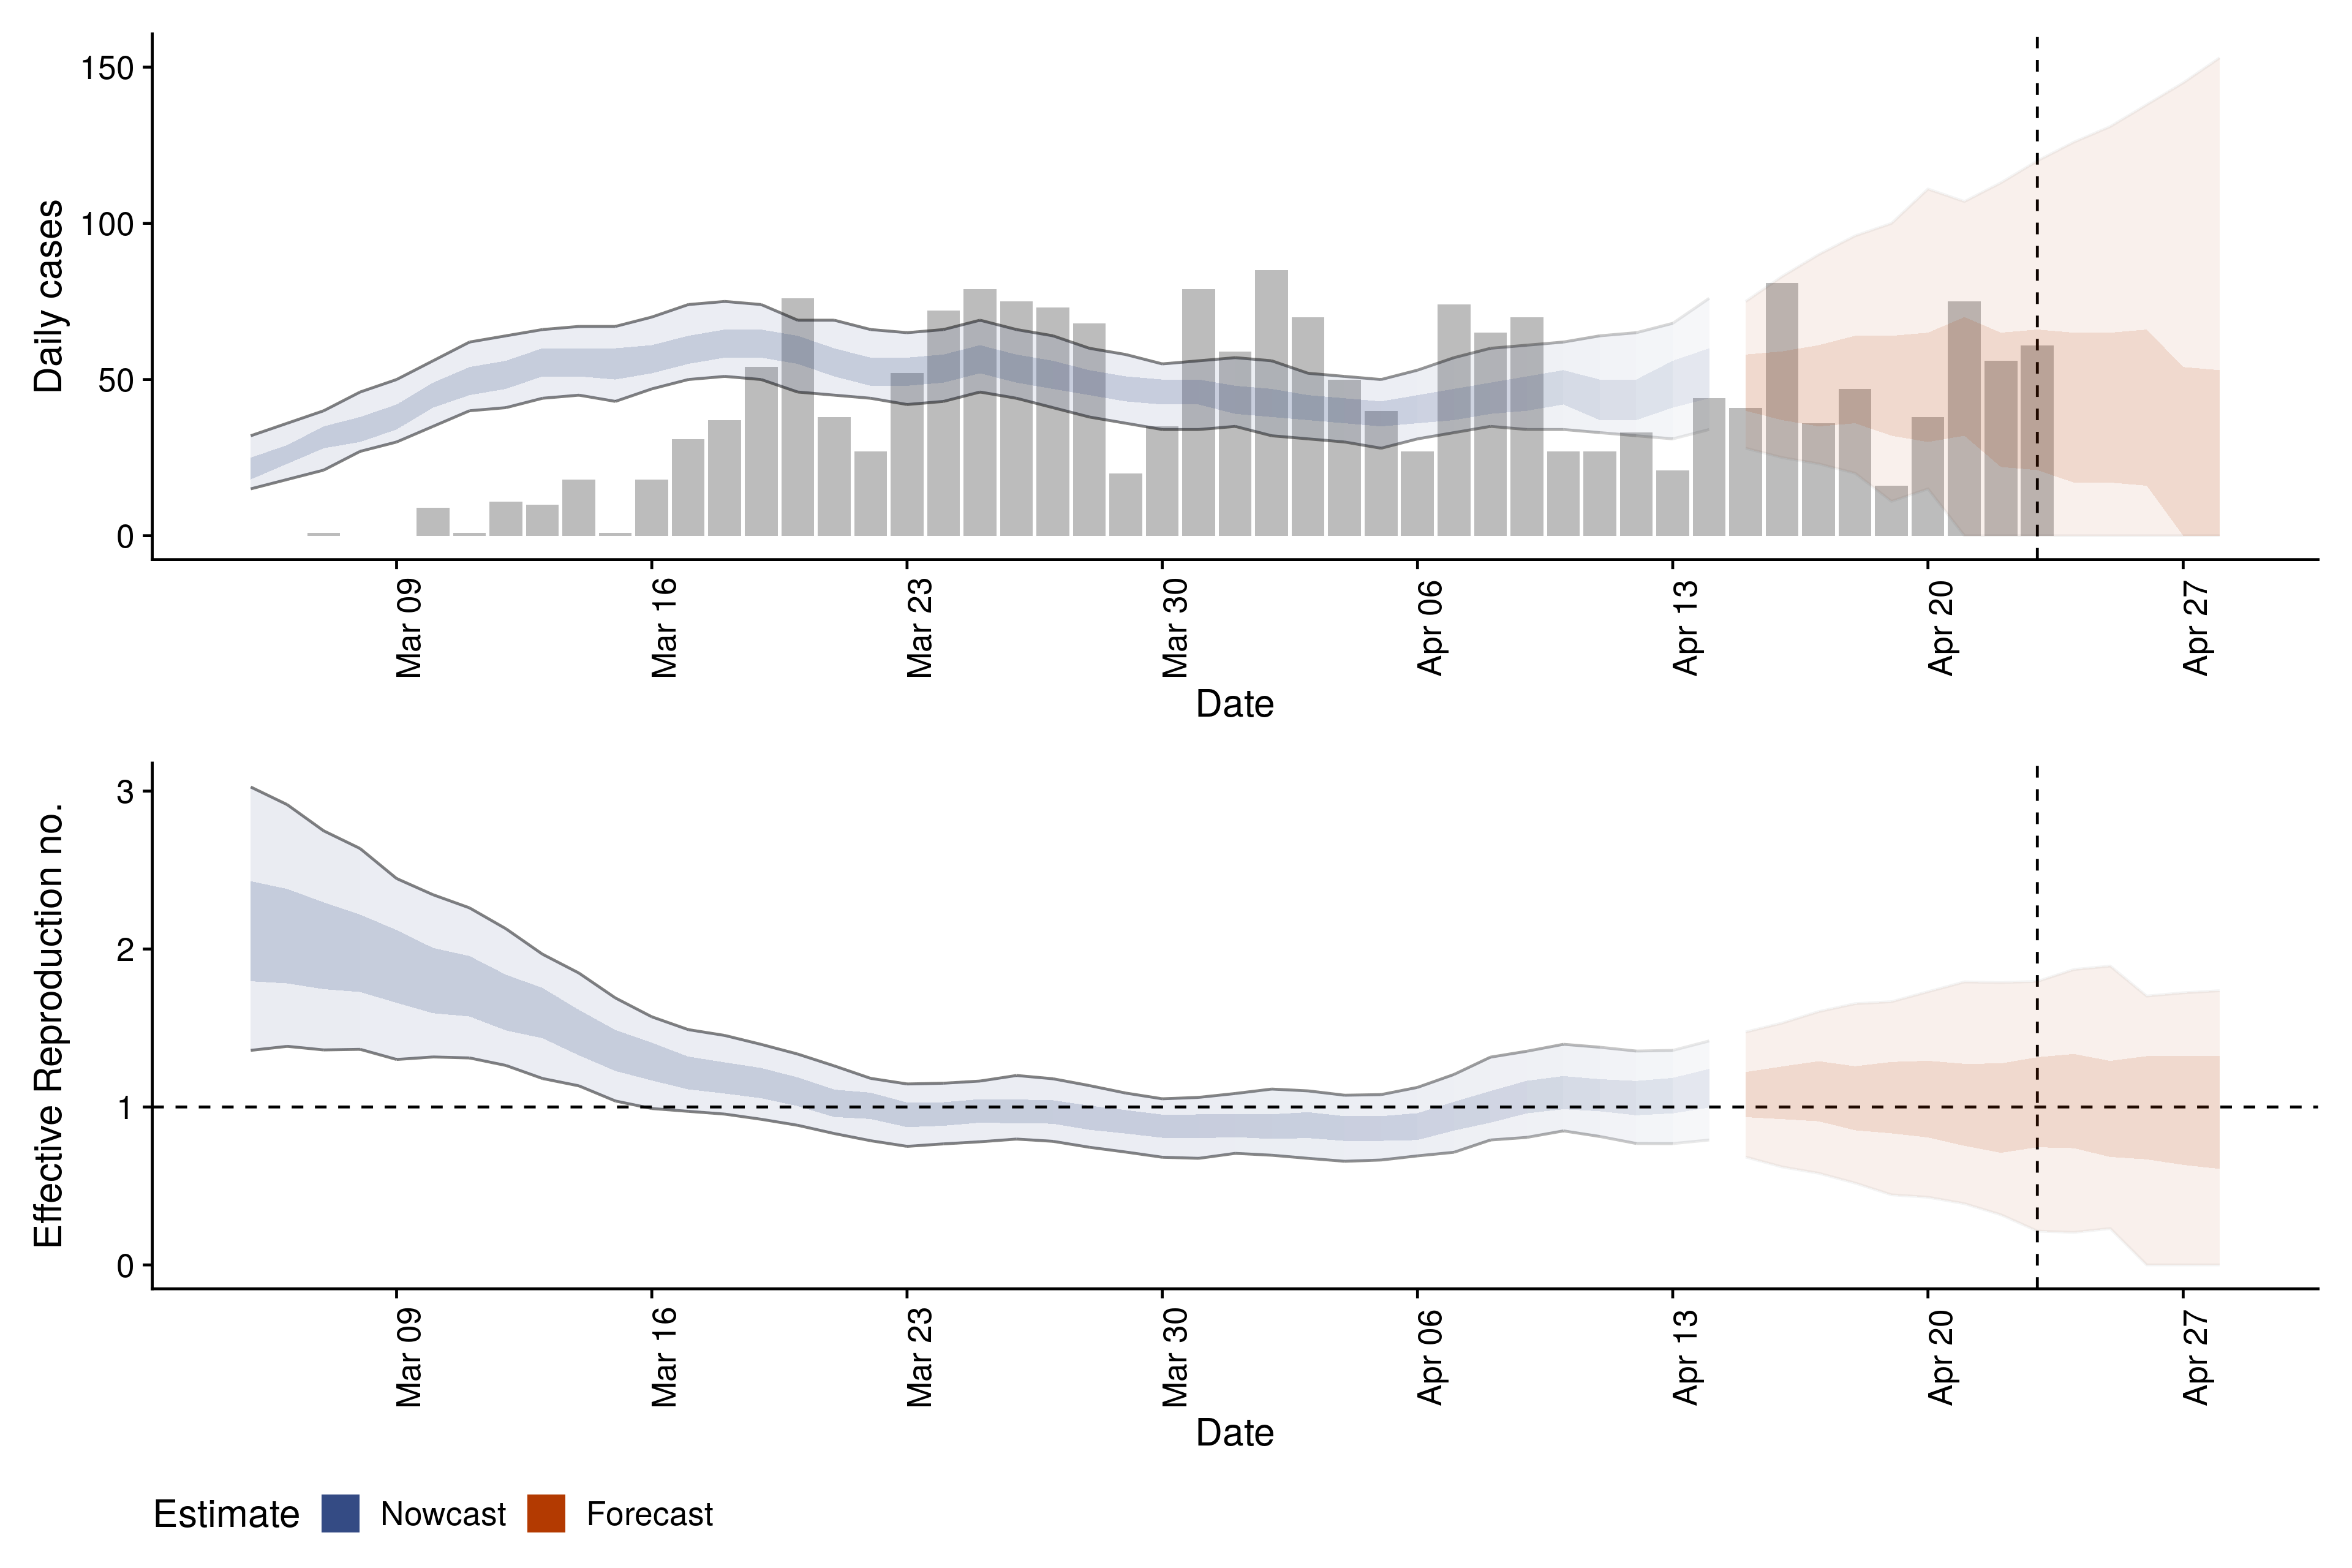 Daily cases
150
100
50
0
Mar 09
Mar 16
Mar 23
Mar 30
Apr 06
Apr 13
Apr 20
Apr 27
Date
Effective Reproduction no.
3
2
1
0
Mar 09
Mar 16
Mar 23
Mar 30
Apr 06
Apr 13
Apr 20
Apr 27
Date
Estimate Nowcast Forecast